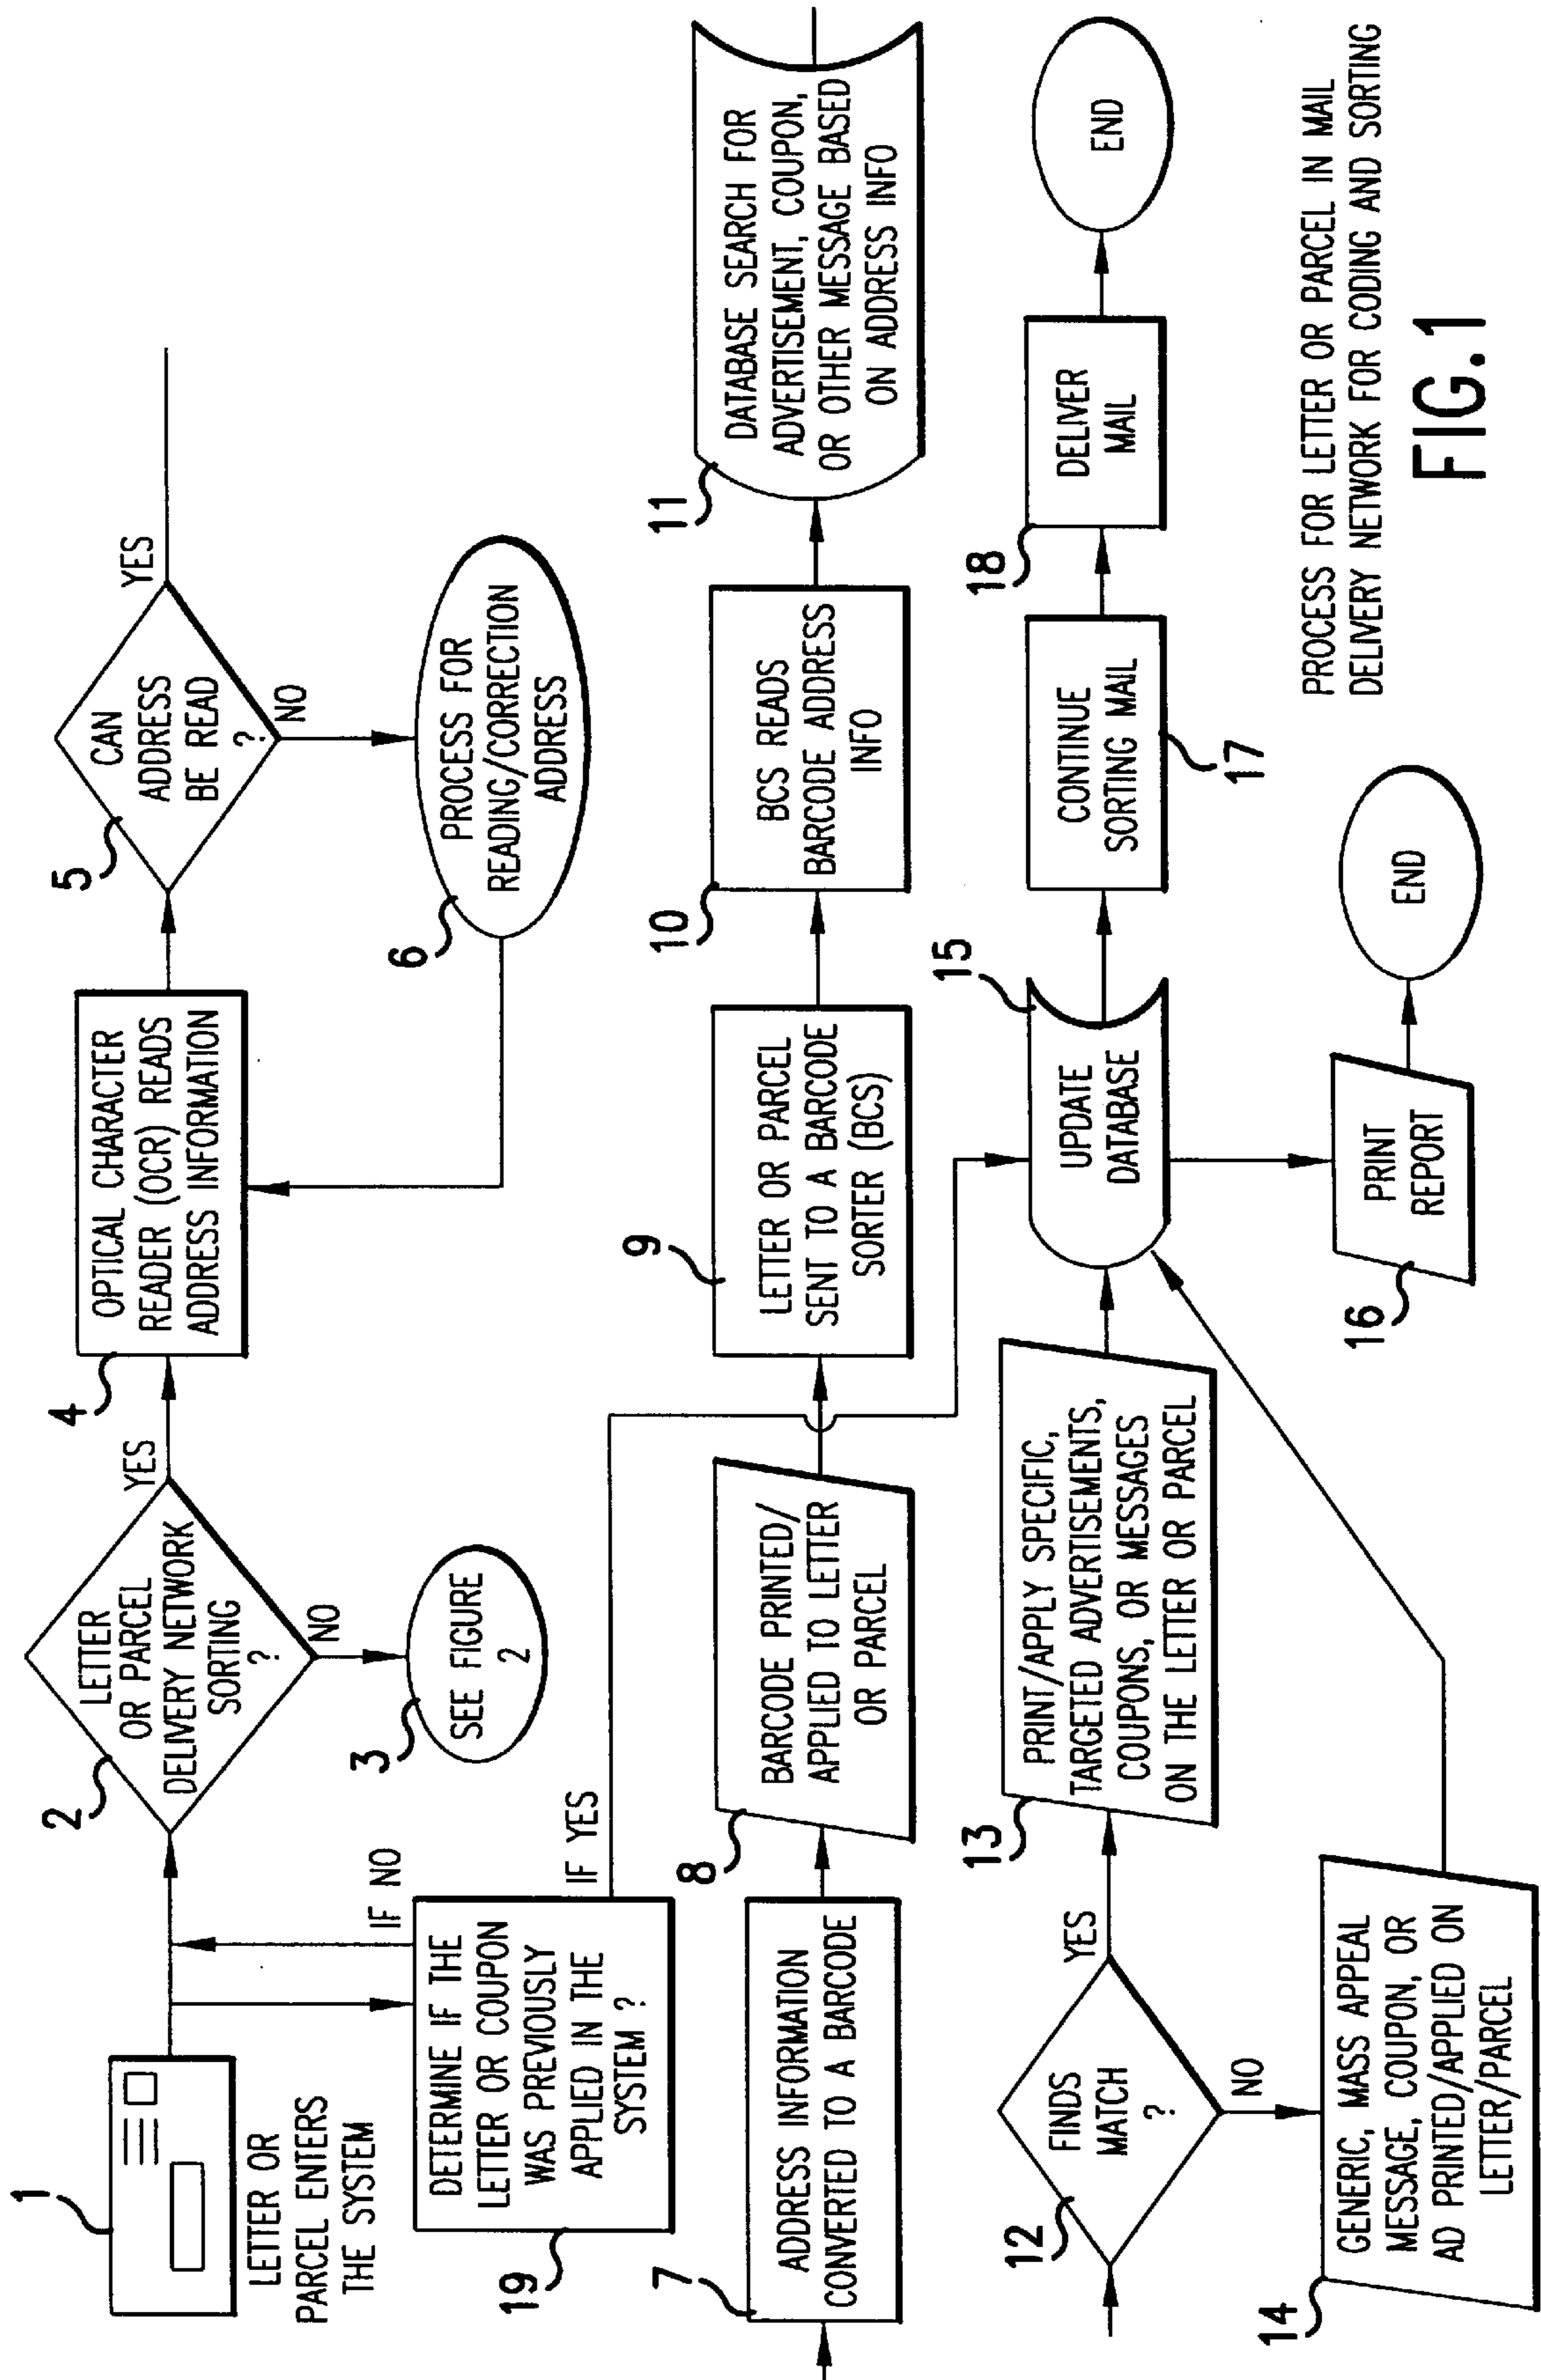 1
LETTER OR
PARCEL ENTERS
THE SYSTEM
2
LETTER
OR PARCEL
DELIVERY NETWORK
SORTING
?
YES
NO
3
SEE FIGURE
2
4
OPTICAL CHARACTER
READER (OCR) READS
ADDRESS INFORMATION
5
CAN
ADDRESS
BE READ
?
YES
NO
6
PROCESS FOR
READING/CORRECTION
ADDRESS
19
DETERMINE IF THE
LETTER OR COUPON
WAS PREVIOUSLY
APPLIED IN THE
SYSTEM ?
IF NO
IF YES
7
ADDRESS INFORMATION
CONVERTED TO A BARCODE
8
BARCODE PRINTED/
APPLIED TO LETTER
OR PARCEL
9
LETTER OR PARCEL
SENT TO A BARCODE
SORTER (BCS)
10
BCS READS
BARCODE ADDRESS
INFO
11
DATABASE SEARCH FOR
ADVERTISEMENT, COUPON,
OR OTHER MESSAGE BASED
ON ADDRESS INFO
12
FINDS
MATCH
?
YES
NO
13
PRINT/APPLY SPECIFIC,
TARGETED ADVERTISEMENTS,
COUPONS, OR MESSAGES
ON THE LETTER OR PARCEL
14
GENERIC, MASS APPEAL
MESSAGE, COUPON, OR
AD PRINTED/APPLIED ON
LETTER/PARCEL
15
UPDATE
DATABASE
16
PRINT
REPORT
END
17
CONTINUE
SORTING MAIL
18
DELIVER
MAIL
END
PROCESS FOR LETTER OR PARCEL IN MAIL
DELIVERY NETWORK FOR CODING AND SORTING
FIG.1